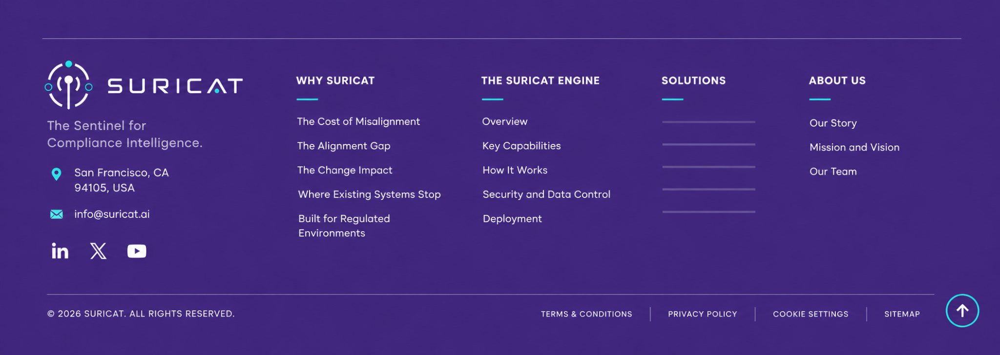 SURICAT
The Sentinel for
Compliance Intelligence.
San Francisco, CA
94105, USA
info@suricat.ai
in
X
WHY SURICAT
The Cost of Misalignment
The Alignment Gap
The Change Impact
Where Existing Systems Stop
Built for Regulated
Environments
THE SURICAT ENGINE
Overview
Key Capabilities
How It Works
Security and Data Control
Deployment
SOLUTIONS
ABOUT US
Our Story
Mission and Vision
Our Team
© 2026 SURICAT. ALL RIGHTS RESERVED.
TERMS & CONDITIONS
PRIVACY POLICY
COOKIE SETTINGS
SITEMAP